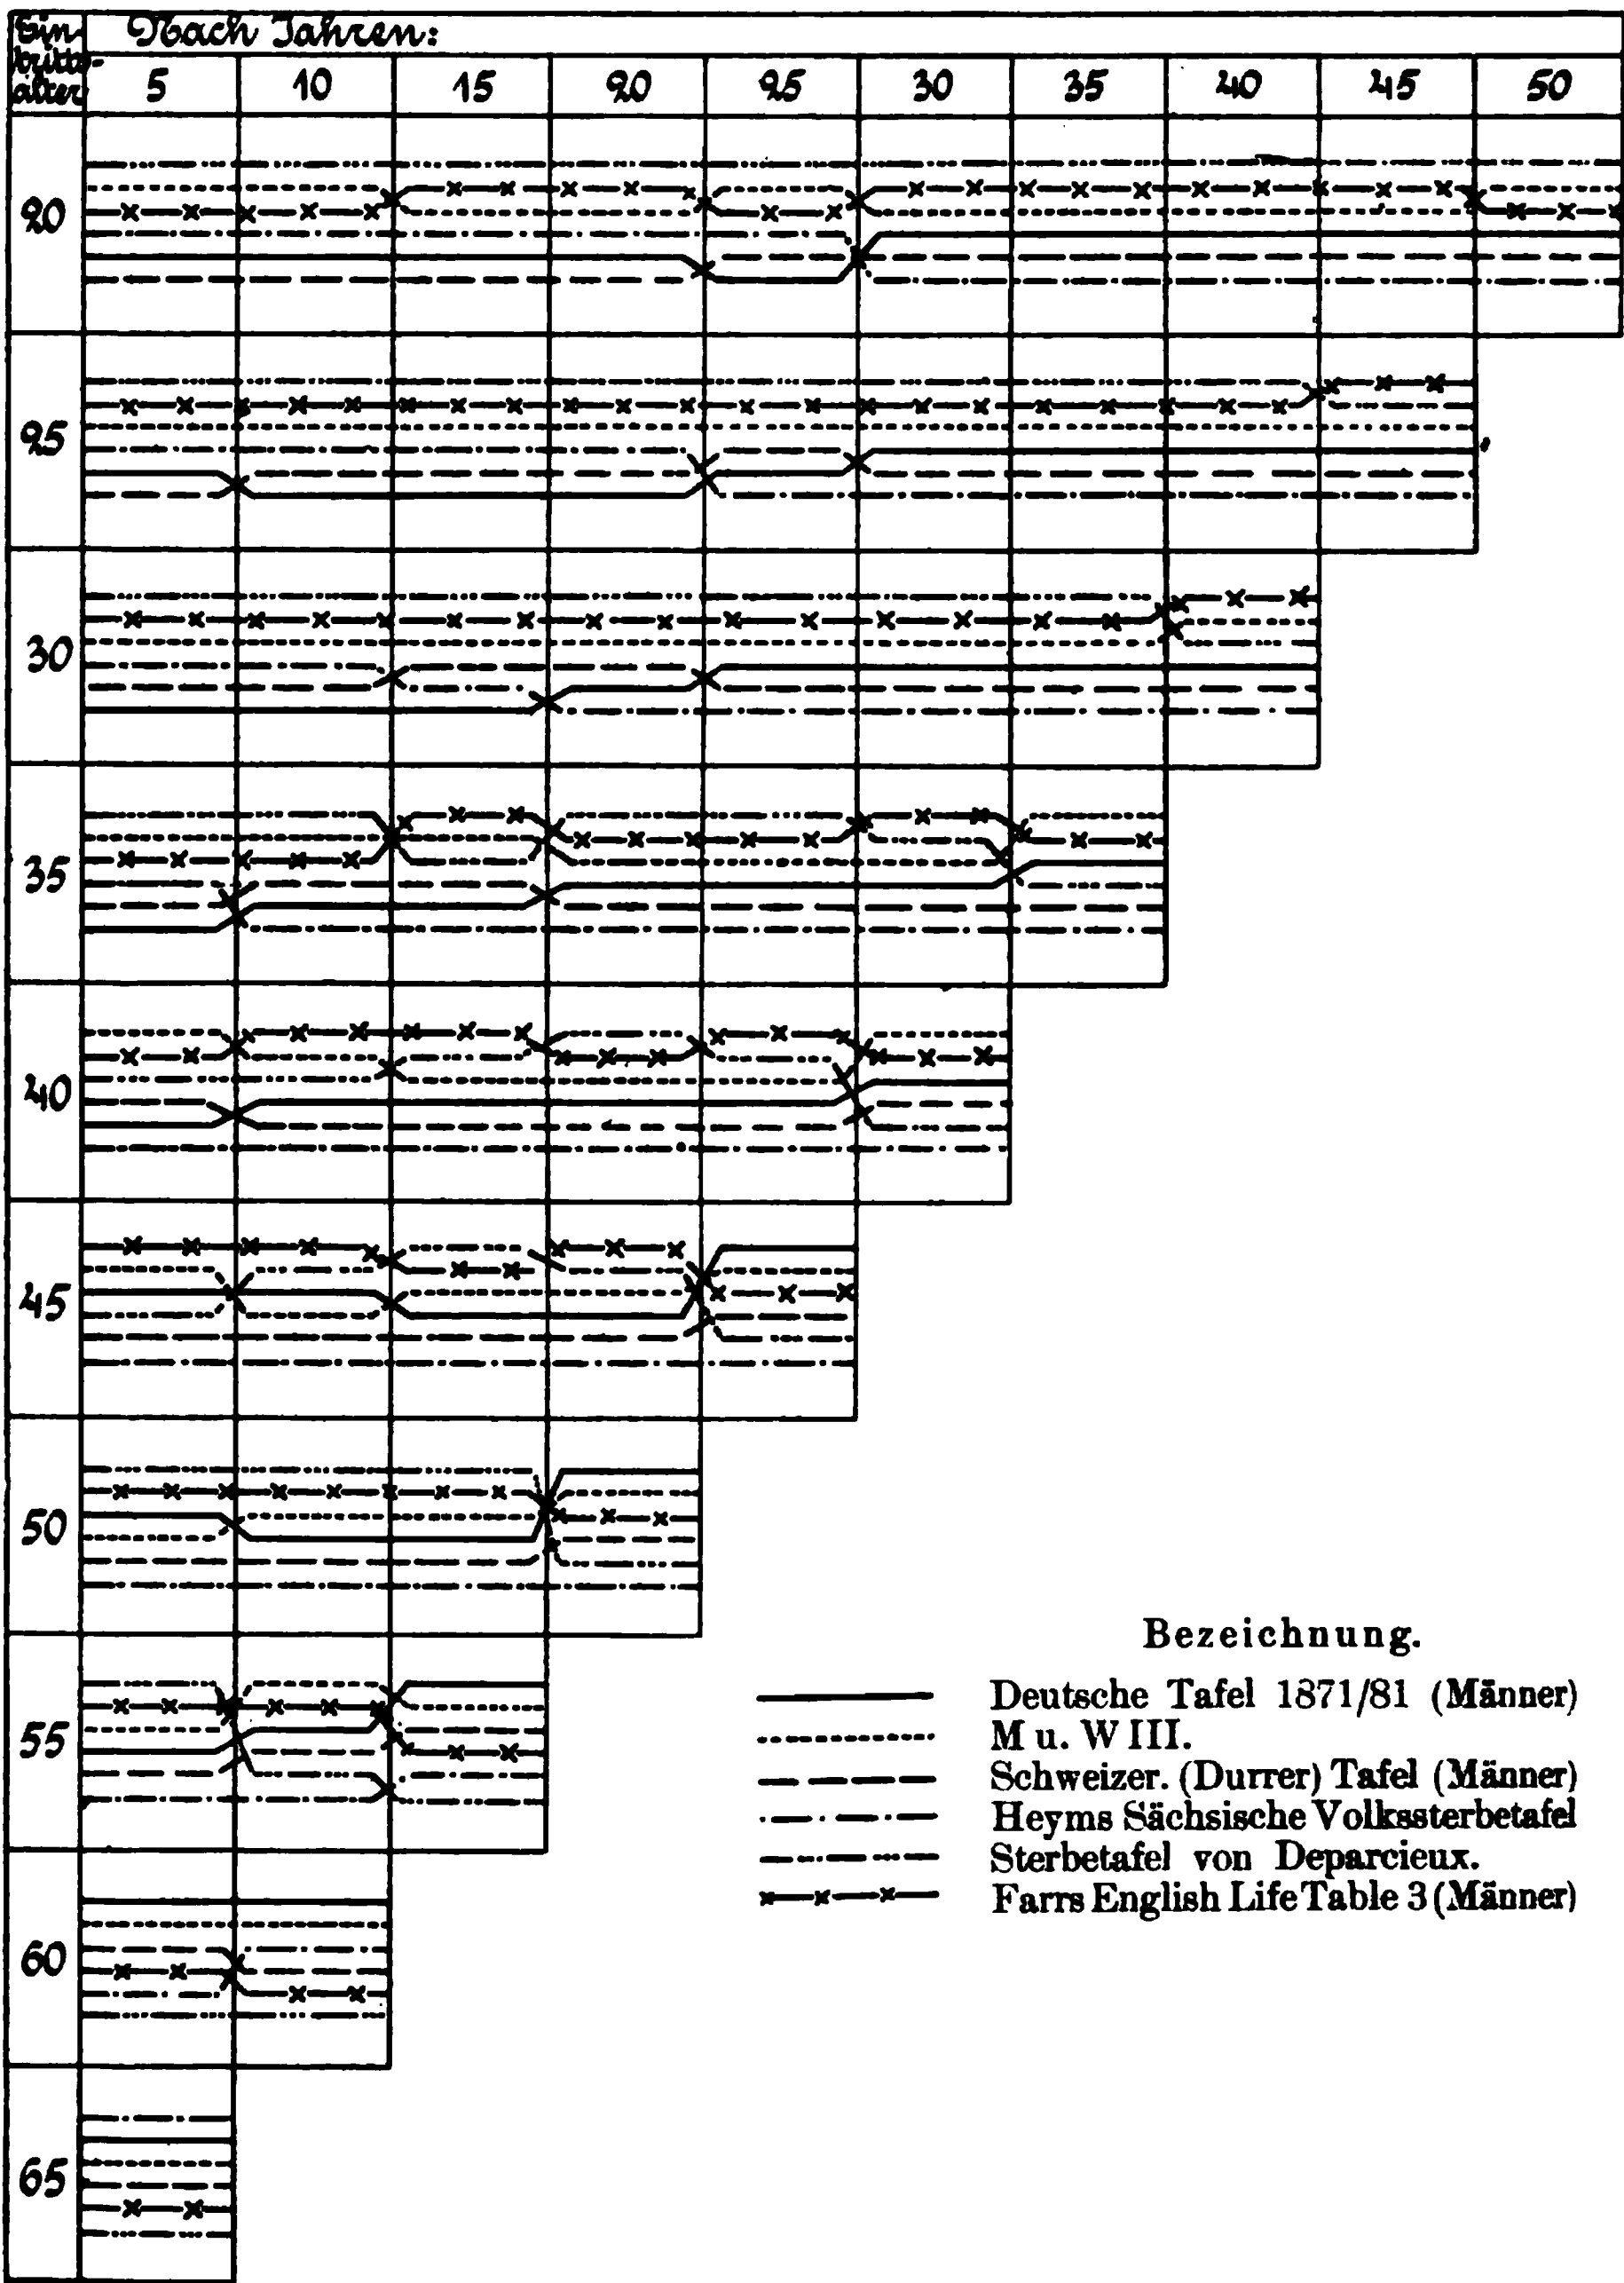 Ein-
tritts-
alter
Nach Jahren:
5 10 15 20 25 30 35 40 45 50
20
25
30
35
40
45
50
55
60
65
Bezeichnung.
Deutsche Tafel 1871/81 (Männer)
M u. W III.
Schweizer. (Durrer) Tafel (Männer)
Heyms Sächsische Volkssterbetafel
Sterbetafel von Deparcieux.
Farrs English Life Table 3 (Männer)